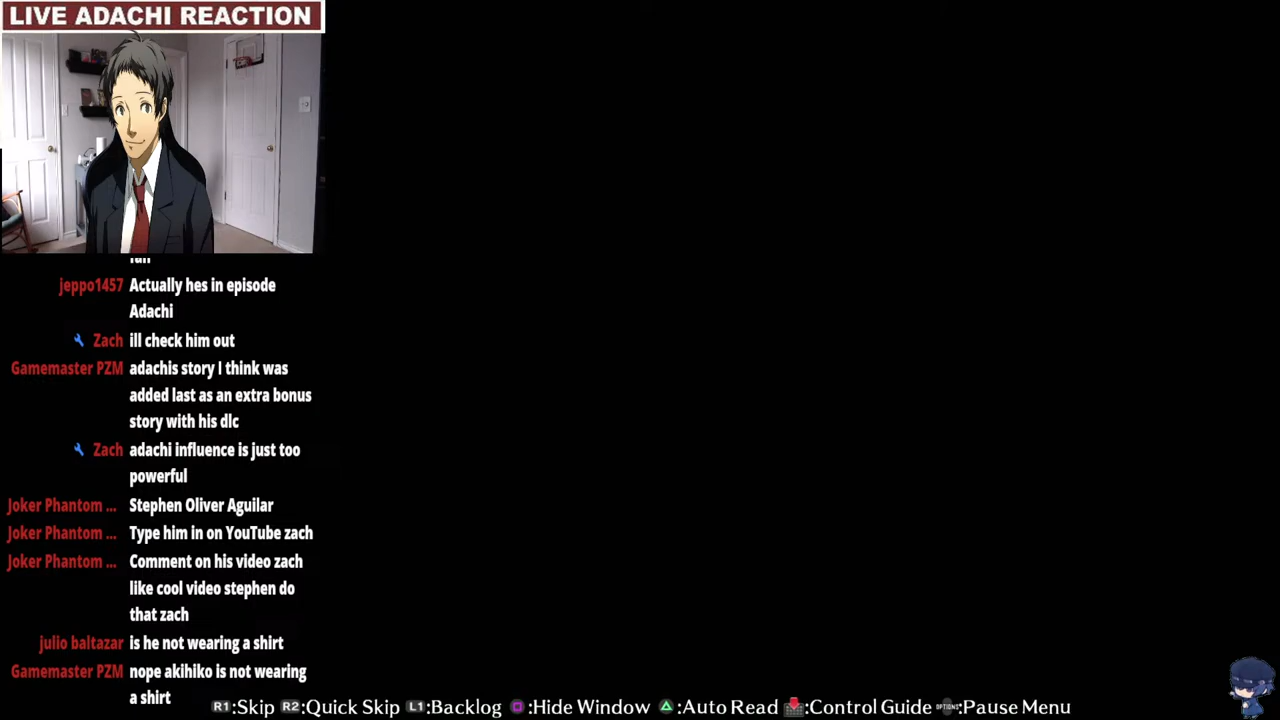 LIVE ADACHI REACTION
fan
jeppo1457 Actually hes in episode
Adachi
Zach ill check him out
Gamemaster PZM adachis story I think was
added last as an extra bonus
story with his dlc
Zach adachi influence is just too
powerful
Joker Phantom ... Stephen Oliver Aguilar
Joker Phantom ... Type him in on YouTube zach
Joker Phantom ... Comment on his video zach
like cool video stephen do
that zach
julio baltazar is he not wearing a shirt
Gamemaster PZM nope akihiko is not wearing
a shirt
R1:Skip R2:Quick Skip L1:Backlog :Hide Window :Auto Read :Control Guide OPTIONS:Pause Menu